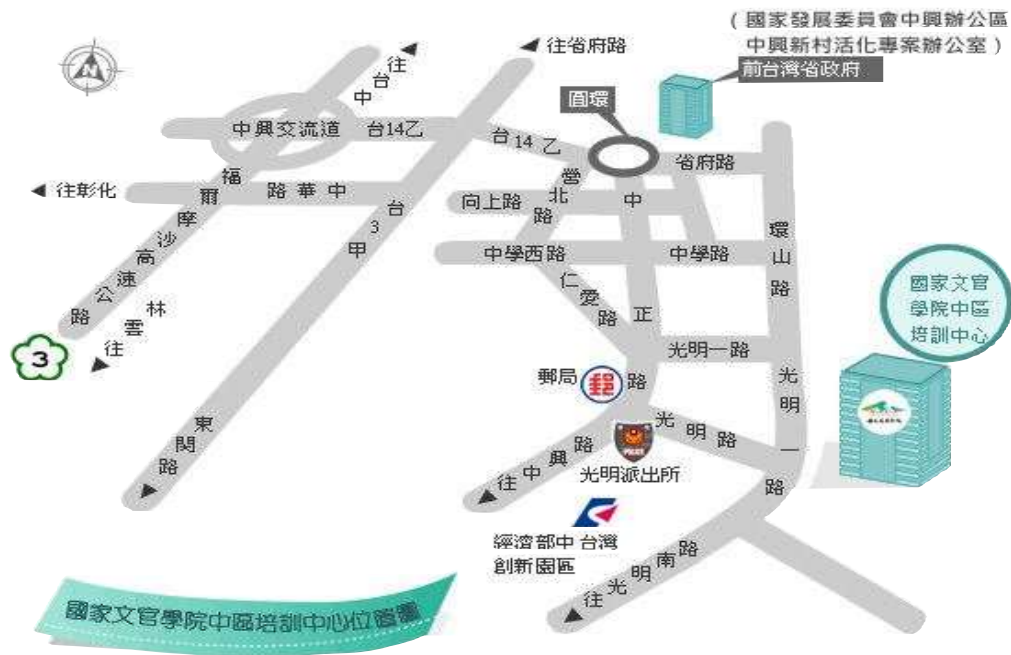 (國家發展委員會中興辦公區
中興新村活化專案辦公室)
前台灣省政府
往省府路
圓環
N
往台中
中興交流道
台14乙
台14乙
省府路
往彰化
中華路
福爾摩沙高速公路
台3甲
營北路
向上路
中正路
環山路
中學西路
中學路
國家文官
學院中區
培訓中心
仁愛路
往雲林
3
光明一路
郵局
郵
光明一路
光明路
東閔路
往中興路
POLICE
光明派出所
經濟部中台灣
創新園區
往光明南路
國家文官學院中區培訓中心位置圖